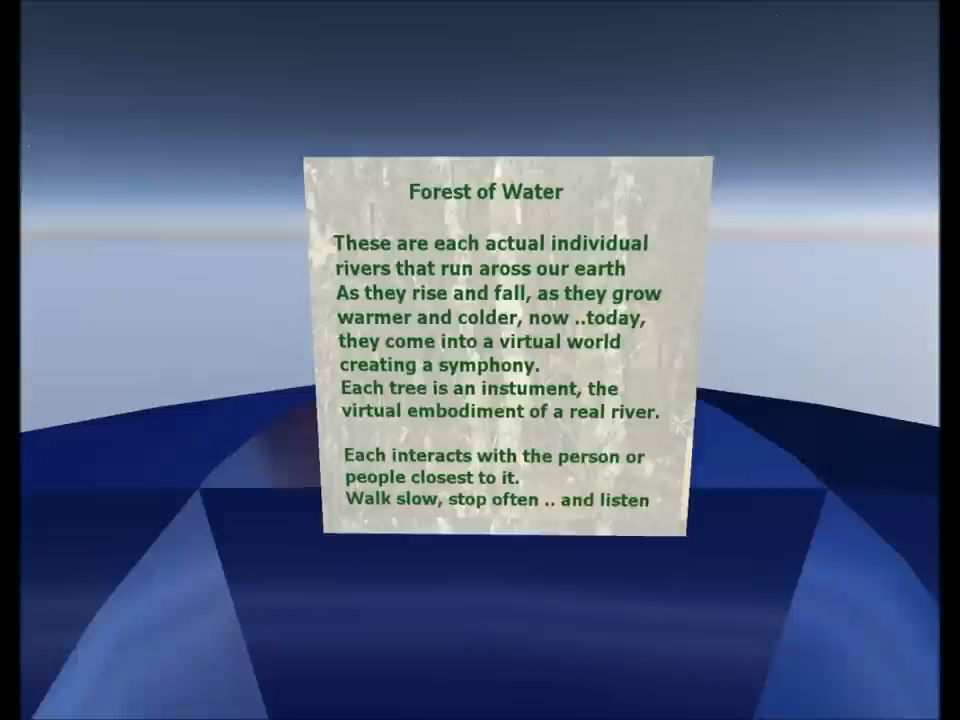 Forest of Water
These are each actual individual
rivers that run aross our earth
As they rise and fall, as they grow
warmer and colder, now ..today,
they come into a virtual world
creating a symphony.
Each tree is an instument, the
virtual embodiment of a real river.
Each interacts with the person or
people closest to it.
Walk slow, stop often .. and listen